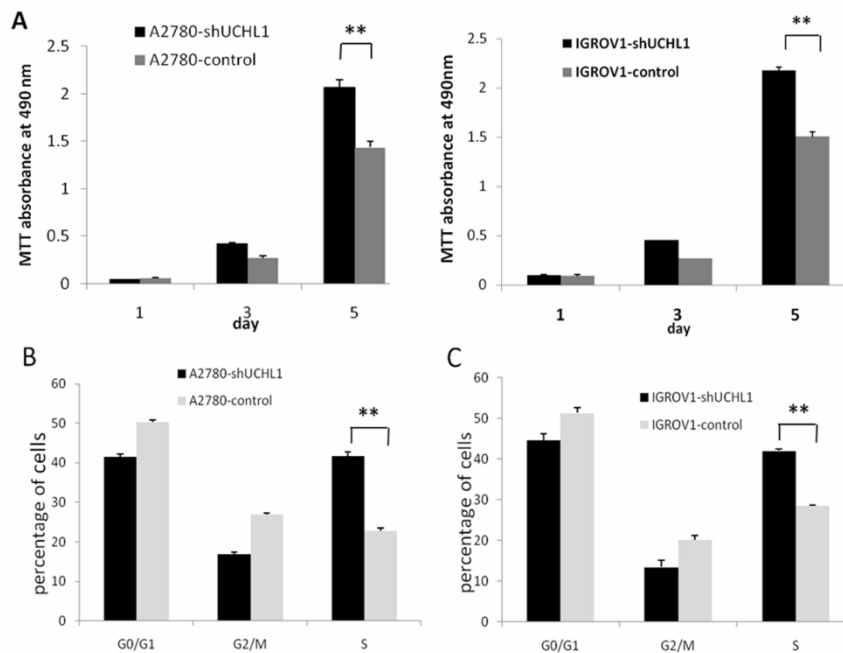 A
A2780-shUCHL1
A2780-control
**
MTT absorbance at 490 nm
2.5
2
1.5
1
0.5
0
1 3 5
day
IGROV1-shUCHL1
IGROV1-control
**
MTT absorbance at 490nm
2.5
2
1.5
1
0.5
0
1 3 5
day
B
A2780-shUCHL1
A2780-control
**
percentage of cells
60
50
40
30
20
10
0
G0/G1 G2/M S
C
IGROV1-shUCHL1
IGROV1-control
**
percentage of cells
60
50
40
30
20
10
0
G0/G1 G2/M S